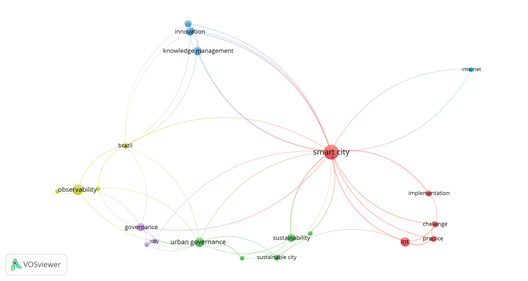 innovation
knowledge management
internet
brazil
smart city
observability
implementation
governance
challenge
italy
urban governance
sustainability
iot
practice
sustainable city
VOSviewer